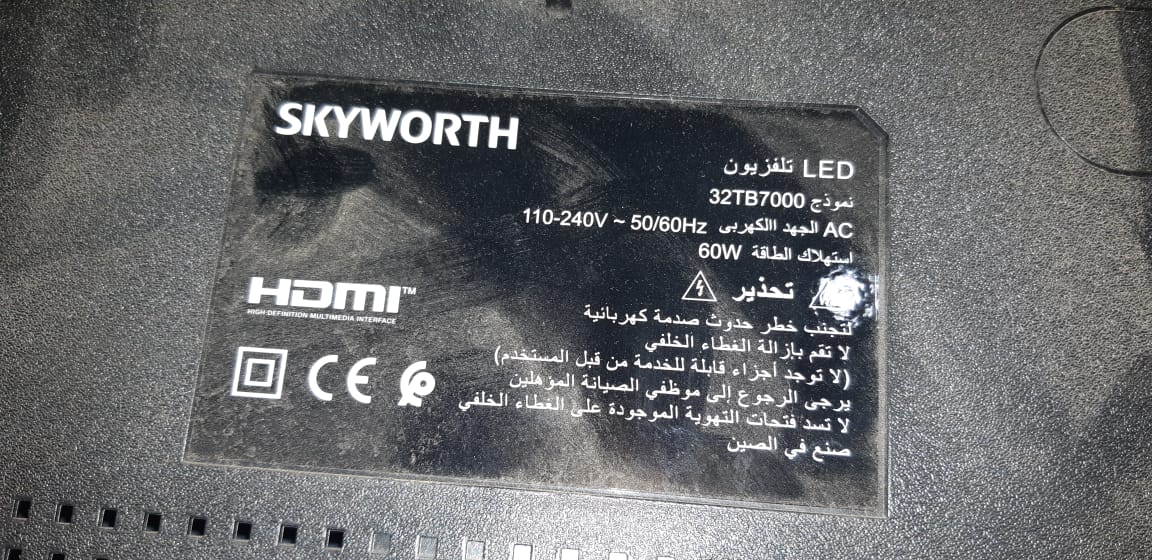 SKYWORTH
LED تلفزيون
نموذج 32TB7000
AC الجهد االكهربى 110-240V ~ 50/60Hz
استهلاك الطاقة 60W
تحذير
لتجنب خطر حدوث صدمة كهربائية
لا تقم بإزالة الغطاء الخلفي
(لا توجد أجزاء قابلة للخدمة من قبل المستخدم)
يرجى الرجوع إلى موظفي الصيانة المؤهلين
لا تسد فتحات التهوية الموجودة على الغطاء الخلفي
صنع في الصين
HDMI™
HIGH-DEFINITION MULTIMEDIA INTERFACE
CE